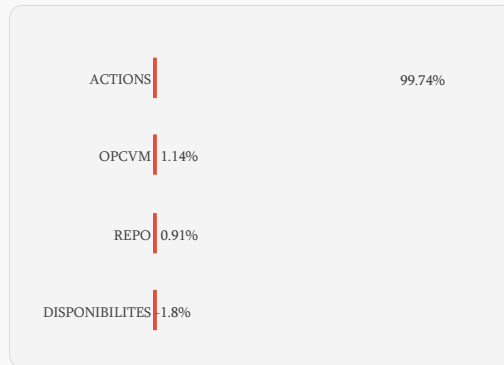 ACTIONS 99.74%
OPCVM 1.14%
REPO 0.91%
DISPONIBILITES -1.8%